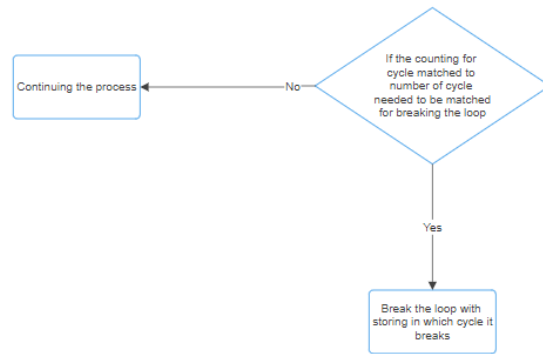 If the counting for
cycle matched to
number of cycle
needed to be matched
for breaking the loop
Continuing the process
No
Yes
Break the loop with
storing in which cycle it
breaks